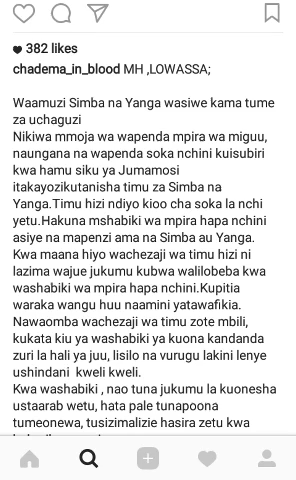 382 likes
chadema_in_blood MH ,LOWASSA;
Waamuzi Simba na Yanga wasiwe kama tume
za uchaguzi
Nikiwa mmoja wa wapenda mpira wa miguu,
naungana na wapenda soka nchini kuisubiri
kwa hamu siku ya Jumamosi
itakayozikutanisha timu za Simba na
Yanga.Timu hizi ndiyo kioo cha soka la nchi
yetu.Hakuna mshabiki wa mpira hapa nchini
asiye na mapenzi ama na Simba au Yanga.
Kwa maana hiyo wachezaji wa timu hizi ni
lazima wajue jukumu kubwa walilobeba kwa
washabiki wa mpira hapa nchini.Kupitia
waraka wangu huu naamini yatawafikia.
Nawaomba wachezaji wa timu zote mbili,
kukata kiu ya washabiki ya kuona kandanda
zuri la hali ya juu, lisilo na vurugu lakini lenye
ushindani  kweli kweli.
Kwa washabiki , nao tuna jukumu la kuonesha
ustaarab wetu, hata pale tunapoona
tumeonewa, tusizimalizie hasira zetu kwa